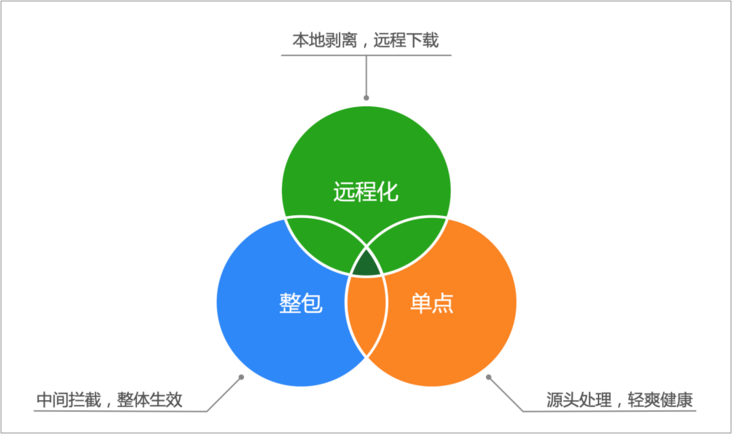 本地剥离，远程下载
远程化
整包
单点
中间拦截，整体生效
源头处理，轻爽健康